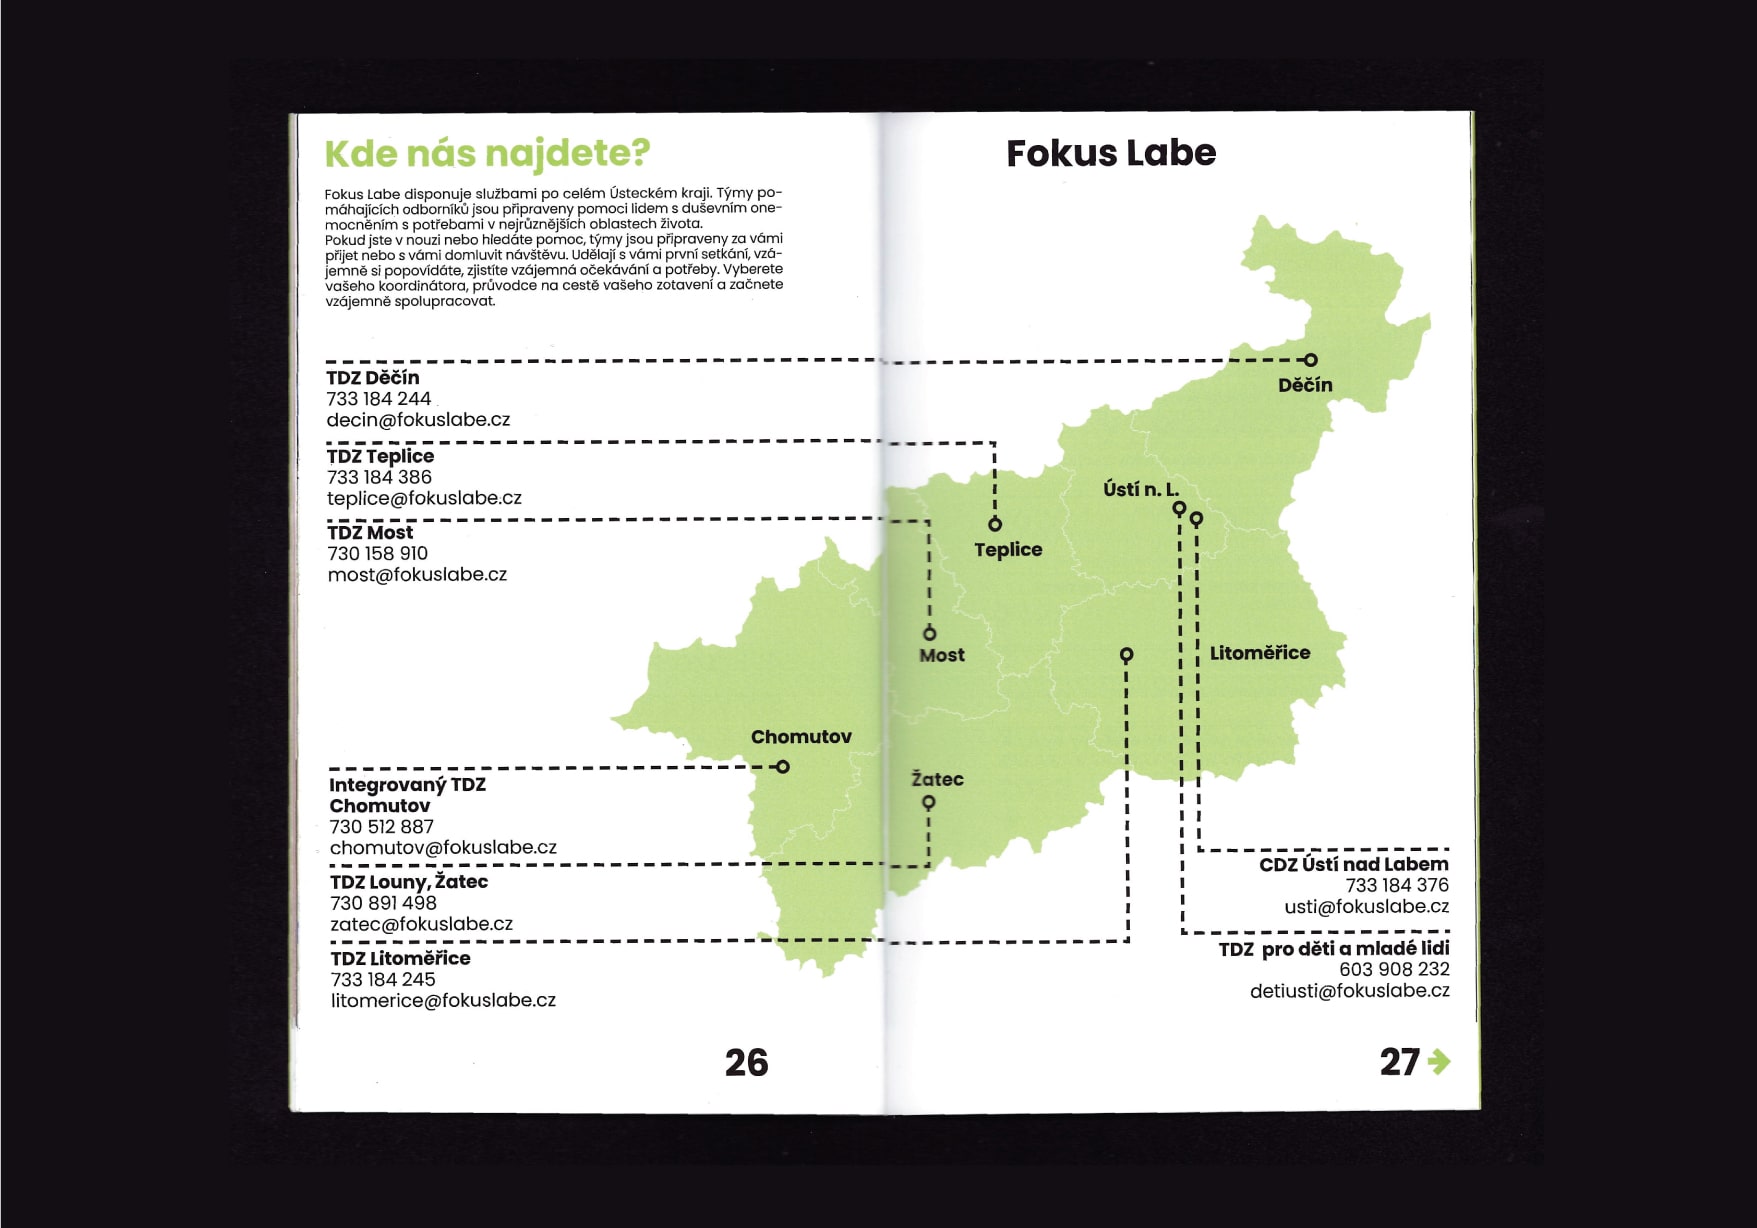 Kde nás najdete?
Fokus Labe disponuje službami po celém Ústeckém kraji. Týmy po-
máhajících odborníků jsou připraveny pomoci lidem s duševním one-
mocněním s potřebami v nejrůznějších oblastech života.
Pokud jste v nouzi nebo hledáte pomoc, týmy jsou připraveny za vámi
přijet nebo s vámi domluvit návštěvu. Udělají s vámi první setkání, vzá-
jemně si popovídáte, zjistíte vzájemná očekávání a potřeby. Vyberete
vašeho koordinátora, průvodce na cestě vašeho zotavení a začnete
vzájemně spolupracovat.
TDZ Děčín
733 184 244
decin@fokuslabe.cz
TDZ Teplice
733 184 386
teplice@fokuslabe.cz
TDZ Most
730 158 910
most@fokuslabe.cz
Integrovaný TDZ
Chomutov
730 512 887
chomutov@fokuslabe.cz
TDZ Louny, Žatec
730 891 498
zatec@fokuslabe.cz
TDZ Litoměřice
733 184 245
litomerice@fokuslabe.cz
Chomutov
26
Fokus Labe
Děčín
Ústí n. L.
Teplice
Most
Litoměřice
Žatec
CDZ Ústí nad Labem
733 184 376
usti@fokuslabe.cz
TDZ pro děti a mladé lidi
603 908 232
detiusti@fokuslabe.cz
27